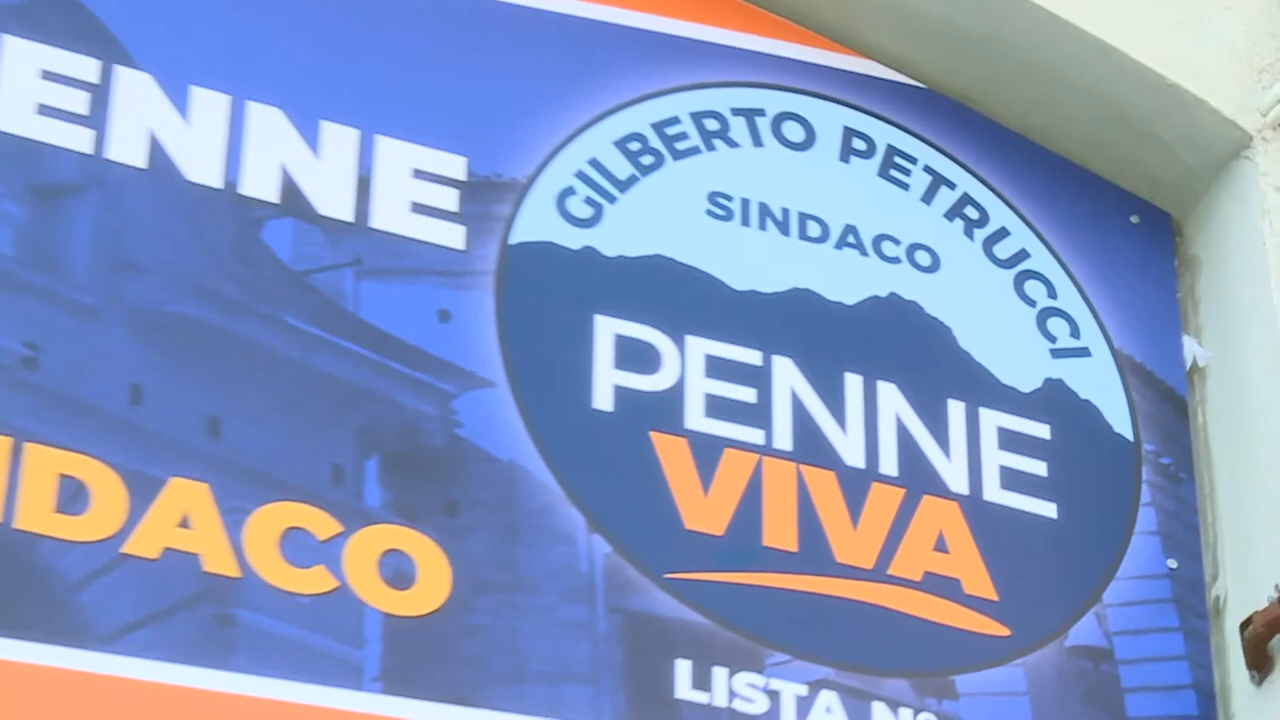 ENNE
GILBERTO PETRUCCI
SINDACO
PENNE
VIVA
NDACO
LISTA N°